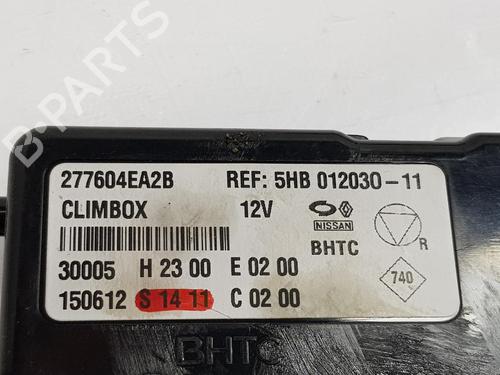 277604EA2B REF: 5HB 012030-11
CLIMBOX 12V
NISSAN
BHTC
R
30005 H 23 00 E 02 00
740
150612 S 14 11 C 02 00
BHTC
B-PARTS